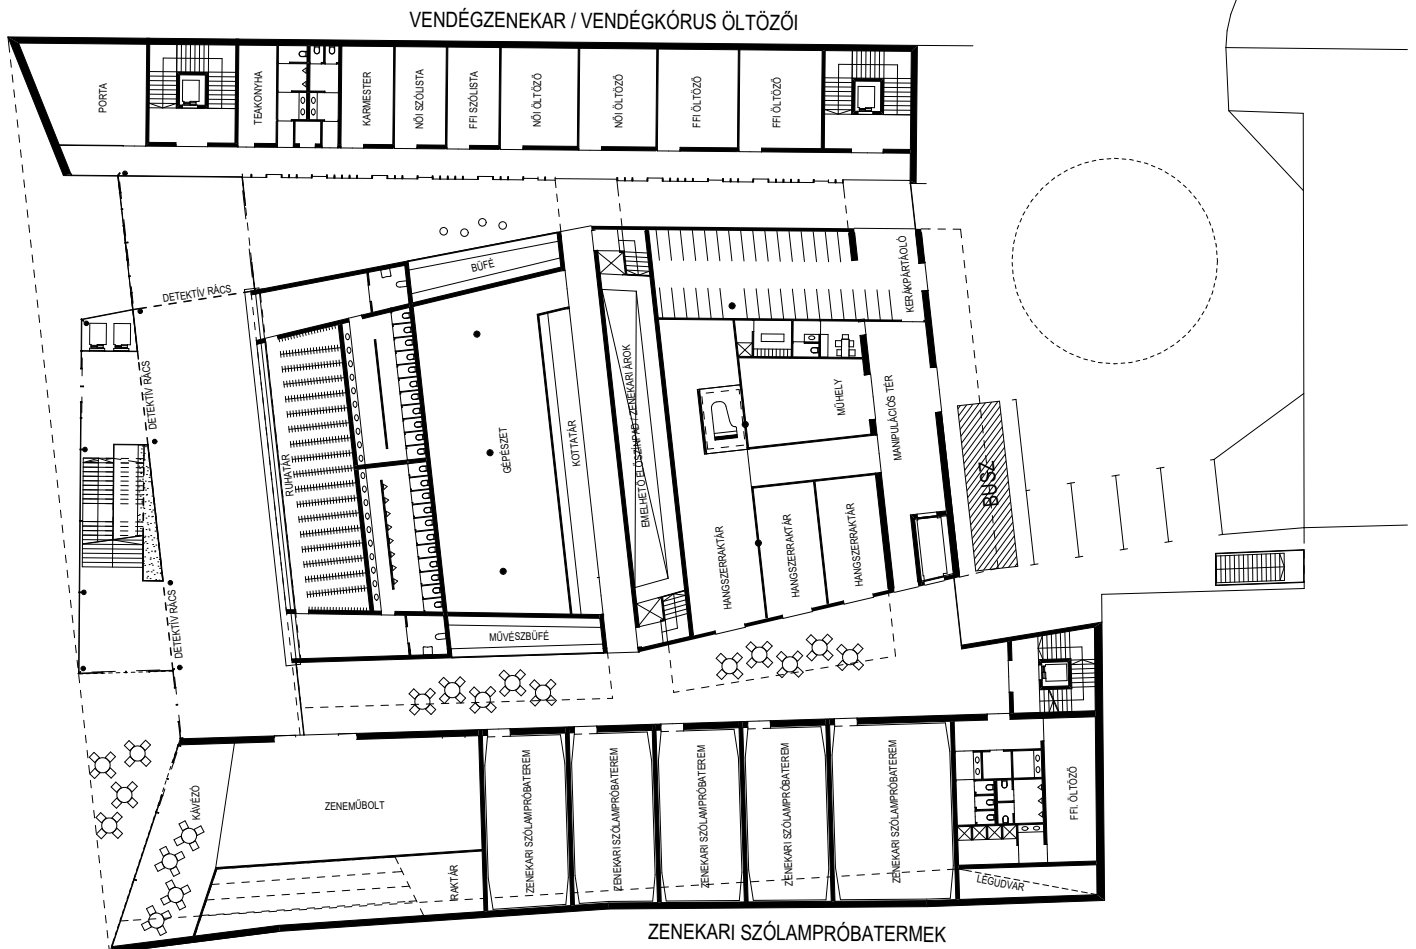 VENDÉGZENEKAR / VENDÉGKÓRUS ÖLTÖZŐI
PORTA
TEAKONYHA
KARMESTER
NŐI SZÓLISTA
FFI SZÓLISTA
NŐI ÖLTÖZŐ
NŐI ÖLTÖZŐ
FFI ÖLTÖZŐ
FFI ÖLTÖZŐ
BÜFÉ
KERÁKPÁRTÁOLÓ
DETEKTÍV RÁCS
DETEKTÍV RÁCS
DETEKTÍV RÁCS
RUHATÁR
GÉPÉSZET
KOTTATÁR
EMELHETŐ ELŐSZÍNPAD / ZENEKARI ÁROK
MŰHELY
MANIPULÁCIÓS TÉR
BUSZ
HANGSZERRAKTÁR
HANGSZERRAKTÁR
HANGSZERRAKTÁR
MŰVÉSZBÜFÉ
KÁVÉZÓ
ZENEMŰBOLT
RAKTÁR
ZENEKARI SZÓLAMPRÓBATEREM
ZENEKARI SZÓLAMPRÓBATEREM
ZENEKARI SZÓLAMPRÓBATEREM
ZENEKARI SZÓLAMPRÓBATEREM
ZENEKARI SZÓLAMPRÓBATEREM
FFI. ÖLTÖZŐ
LÉGUDVAR
ZENEKARI SZÓLAMPRÓBATERMEK